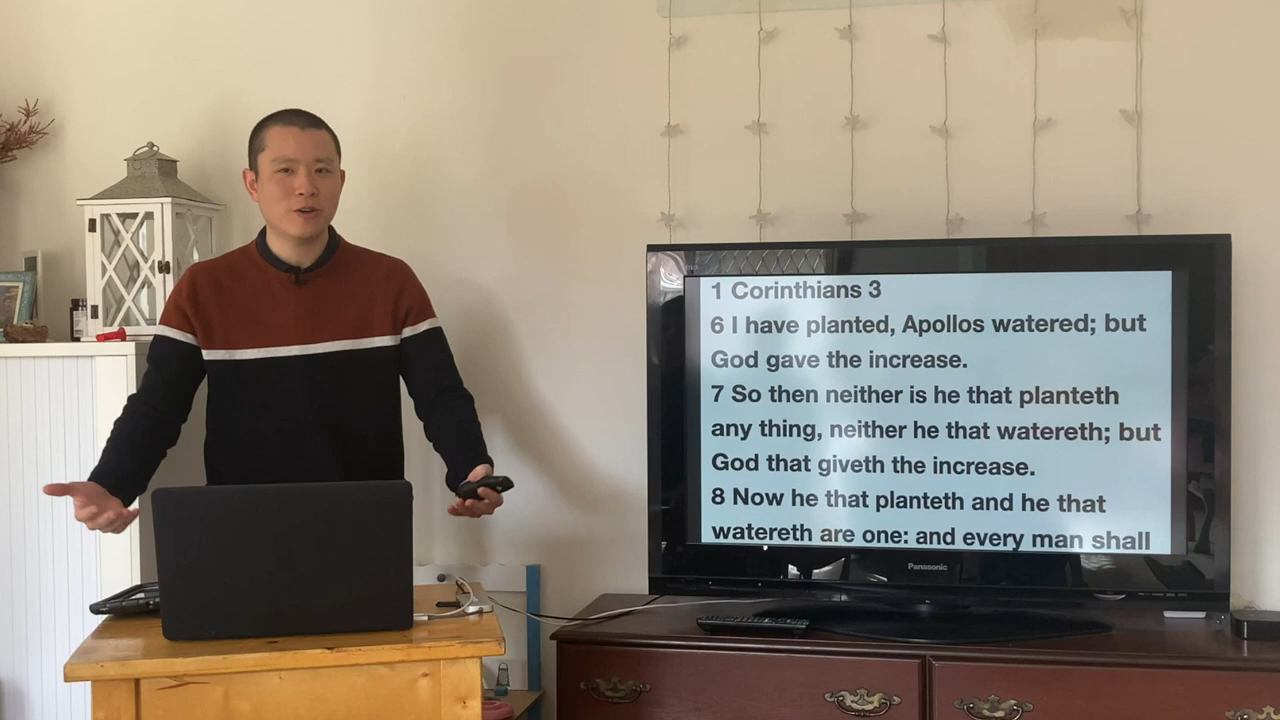 1 Corinthians 3
6 I have planted, Apollos watered; but
God gave the increase.
7 So then neither is he that planteth
any thing, neither he that watereth; but
God that giveth the increase.
8 Now he that planteth and he that
watereth are one: and every man shall
Panasonic